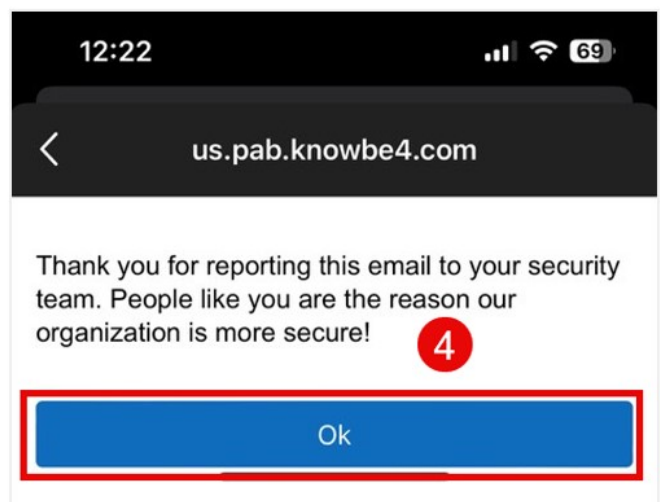 12:22 69
us.pab.knowbe4.com
Thank you for reporting this email to your security
team. People like you are the reason our
organization is more secure!
4
Ok